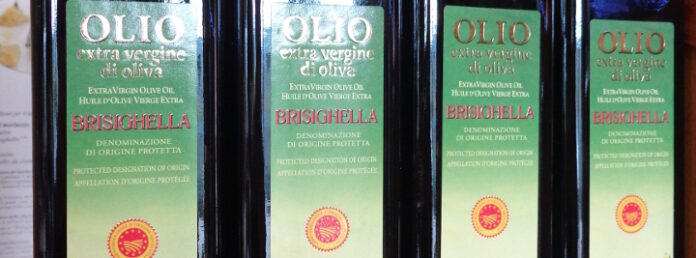 OLIO
extra vergine
di oliva
EXTRA VIRGIN OLIVE OIL
HUILE D'OLIVE VIERGE EXTRA
BRISIGHELLA
DENOMINAZIONE
DI ORIGINE PROTETTA
PROTECTED DESIGNATION OF ORIGIN
APPELLATION D'ORIGINE PROTÉGÉE
OLIO
extra vergine
di oliva
EXTRA VIRGIN OLIVE OIL
HUILE D'OLIVE VIERGE EXTRA
BRISIGHELLA
DENOMINAZIONE
DI ORIGINE PROTETTA
PROTECTED DESIGNATION OF ORIGIN
APPELLATION D'ORIGINE PROTÉGÉE
OLIO
extra vergine
di oliva
EXTRA VIRGIN OLIVE OIL
HUILE D'OLIVE VIERGE EXTRA
BRISIGHELLA
DENOMINAZIONE
DI ORIGINE PROTETTA
PROTECTED DESIGNATION OF ORIGIN
APPELLATION D'ORIGINE PROTÉGÉE
OLIO
extra vergine
di oliva
EXTRA VIRGIN OLIVE OIL
HUILE D'OLIVE VIERGE EXTRA
BRISIGHELLA
DENOMINAZIONE
DI ORIGINE PROTETTA
PROTECTED DESIGNATION OF ORIGIN
APPELLATION D'ORIGINE PROTÉGÉE